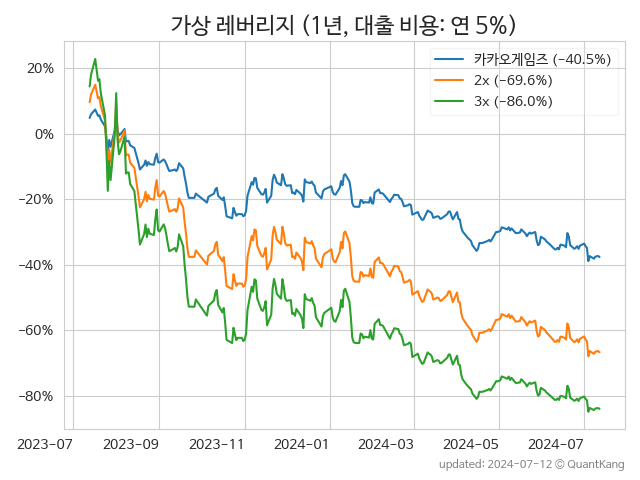 가상 레버리지 (1년, 대출 비용: 연 5%)
카카오게임즈 (-40.5%)
2x (-69.6%)
3x (-86.0%)
20%
0%
-20%
-40%
-60%
-80%
2023-07 2023-09 2023-11 2024-01 2024-03 2024-05 2024-07
updated: 2024-07-12 © QuantKang